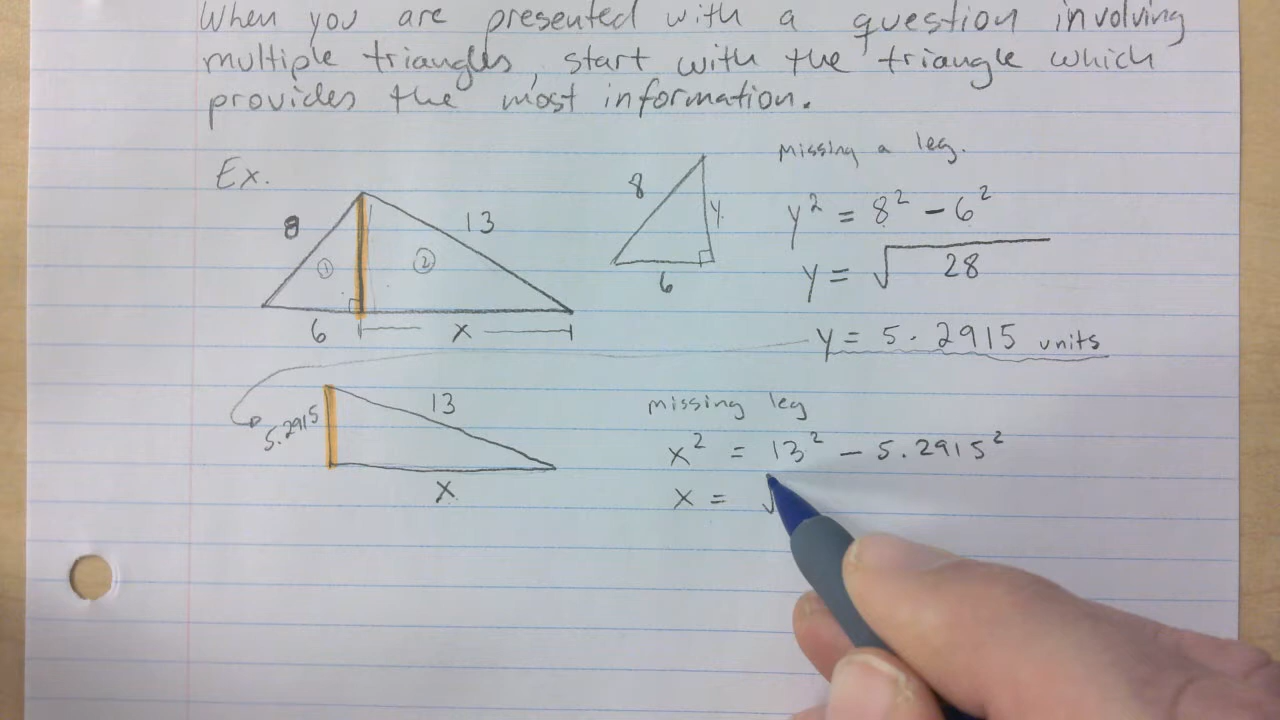 When you are presented with a question involving
multiple triangles, start with the triangle which
provides the most information.
Ex.
8
13
①
②
6
x
8
y
6
missing a leg.
y² = 8² - 6²
y = √28
y = 5.2915 units
5.2915
13
x
missing leg
x² = 13² - 5.2915²
x = √